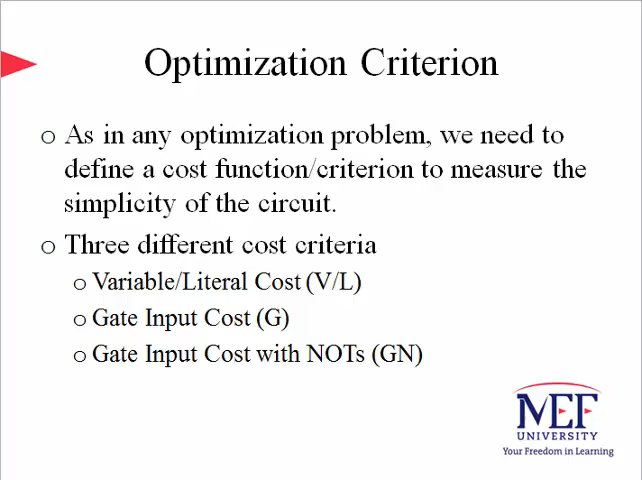 Optimization Criterion
o As in any optimization problem, we need to
define a cost function/criterion to measure the
simplicity of the circuit.
o Three different cost criteria
o Variable/Literal Cost (V/L)
o Gate Input Cost (G)
o Gate Input Cost with NOTs (GN)
MEF
UNIVERSITY
Your Freedom in Learning